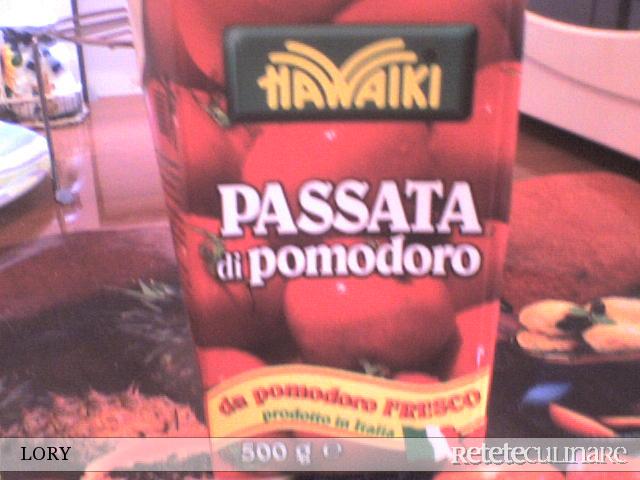 HAWAIKI
PASSATA
di pomodoro
da pomodoro FRESCO
prodotto in Italia
500 g e
LORY
ReteteCULINARE